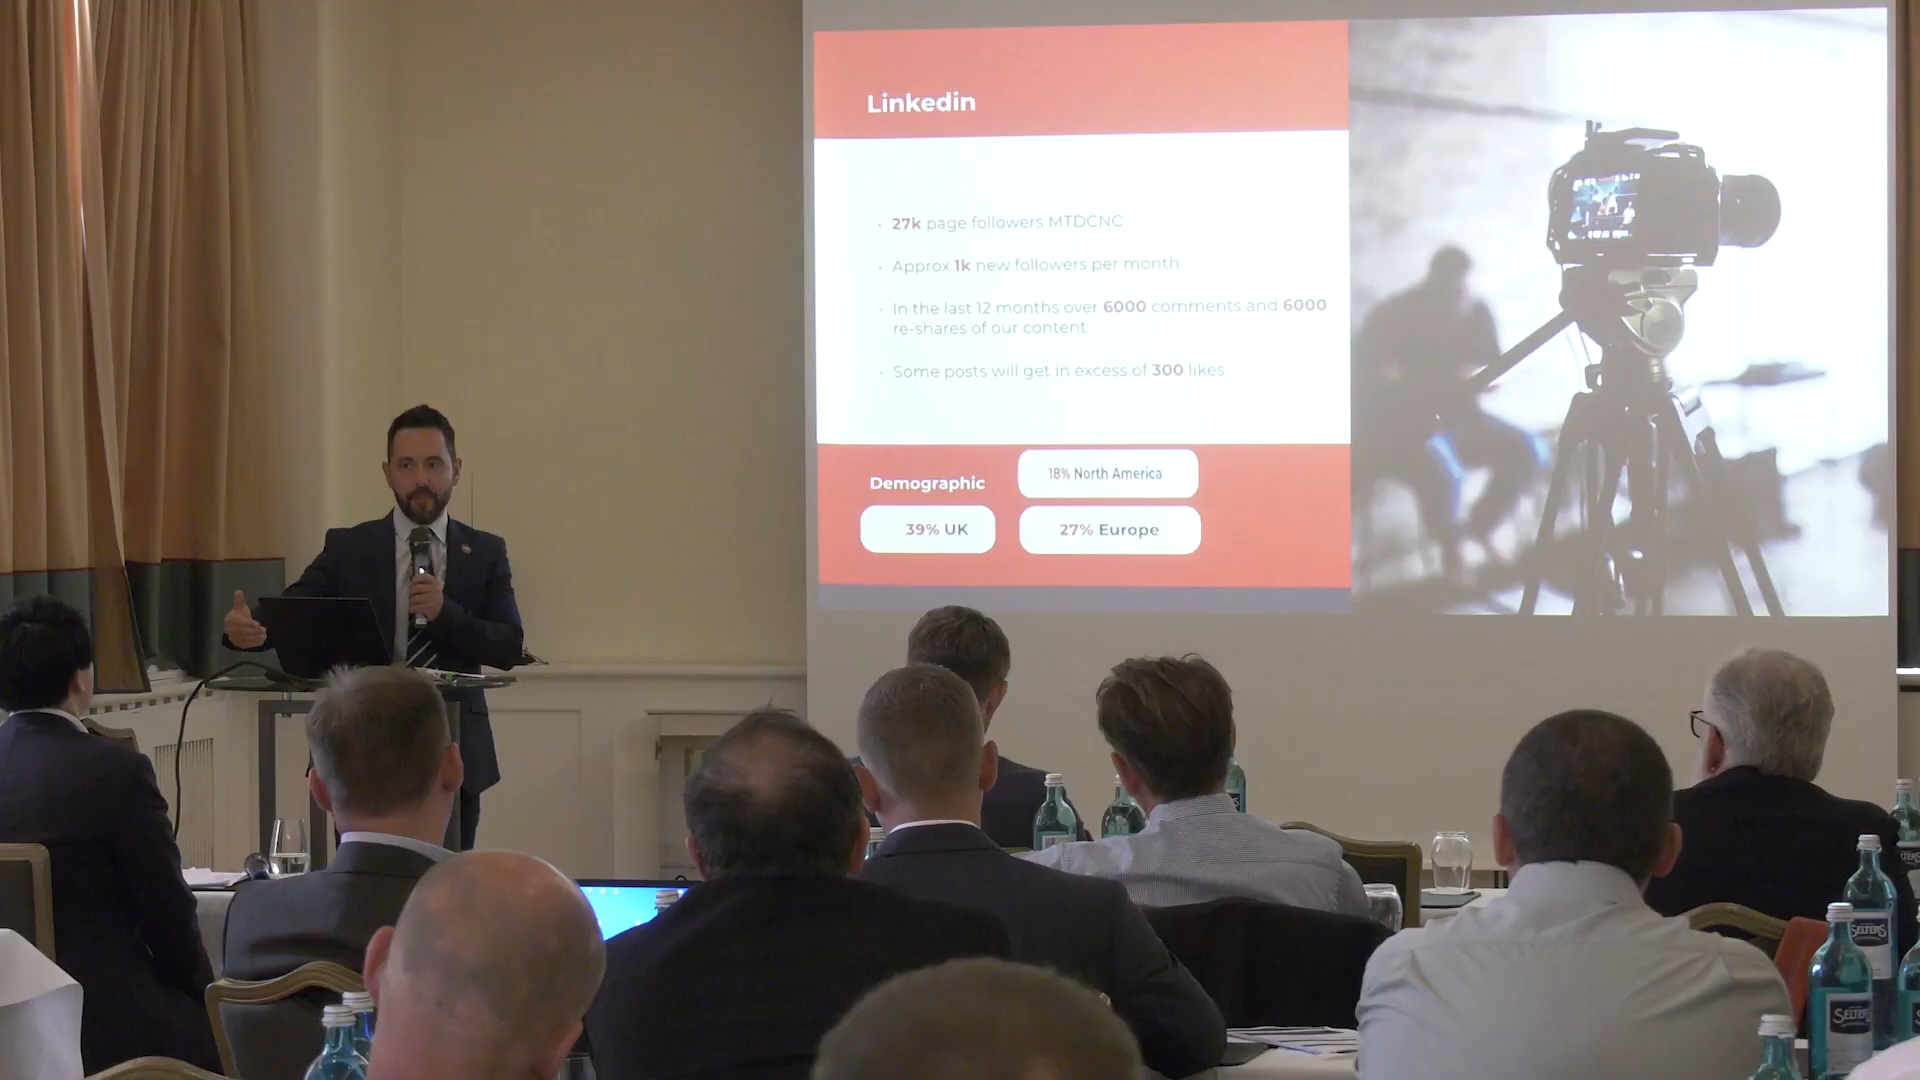 Linkedin
· 27k page followers MTDCNC
· Approx 1k new followers per month
· In the last 12 months over 6000 comments and 6000
re-shares of our content
· Some posts will get in excess of 300 likes
Demographic
18% North America
39% UK
27% Europe
SELTERS
SELTERS